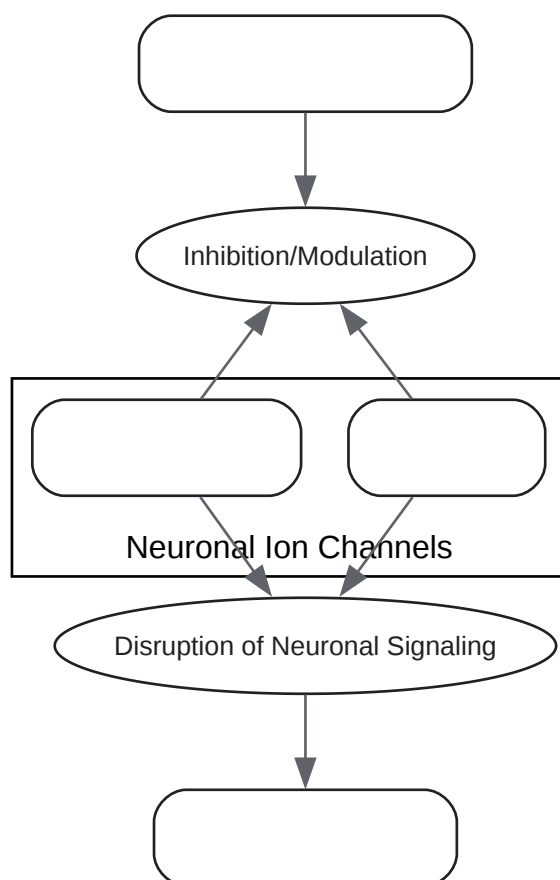 Inhibition/Modulation
Neuronal Ion Channels
Disruption of Neuronal Signaling